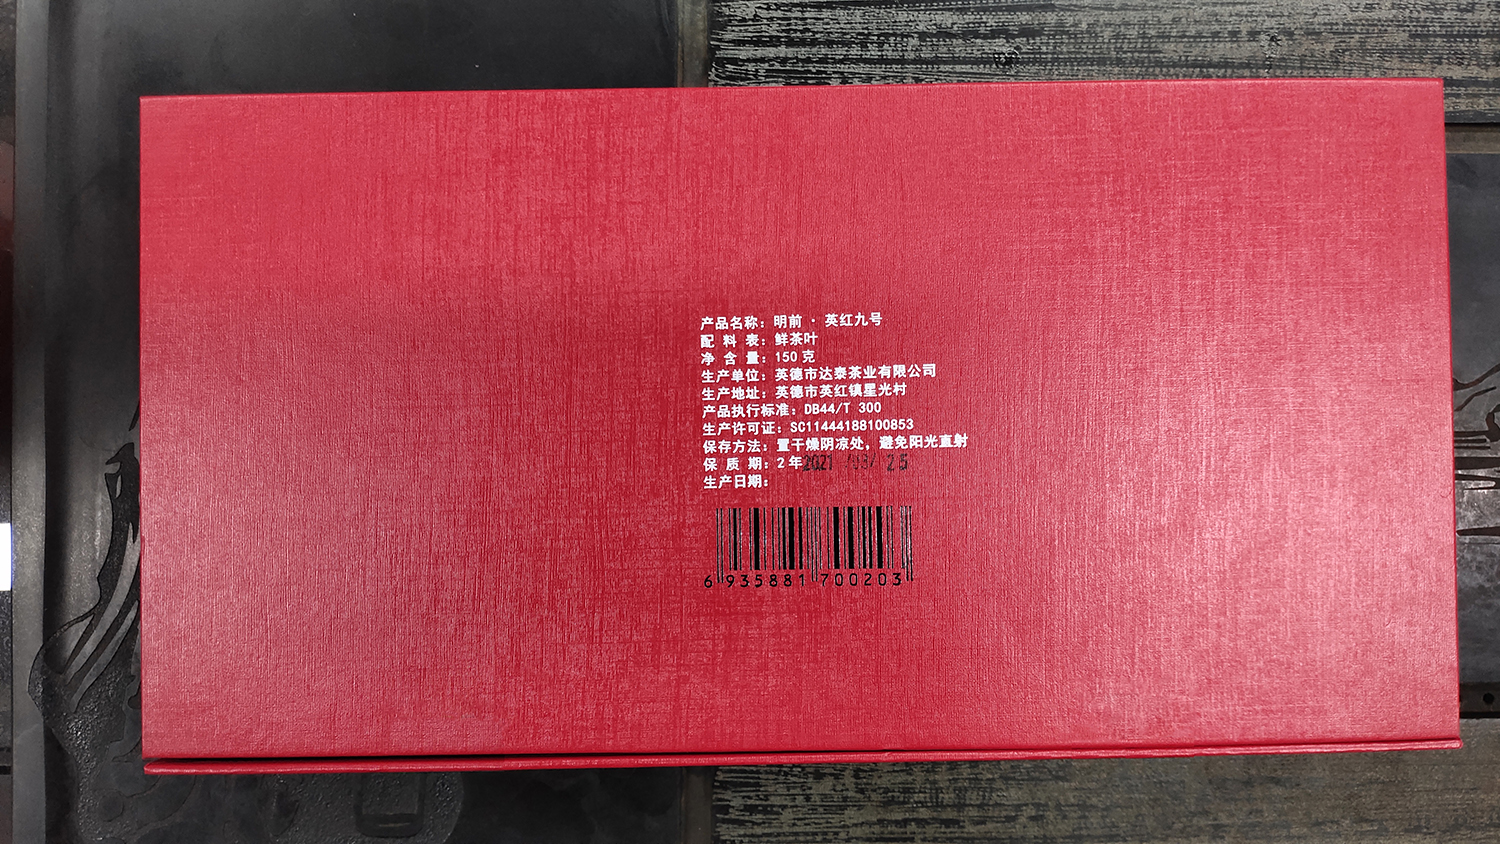 产品名称：明前 · 英红九号
配 料 表：鲜茶叶
净 含 量：150 克
生产单位：英德市达泰茶业有限公司
生产地址：英德市英红镇星光村
产品执行标准：DB44/T 300
生产许可证：SC11444188100853
保存方法：置干燥阴凉处，避免阳光直射
保 质 期：2 年 2021 /03/ 25
生产日期：
6 935881 700203